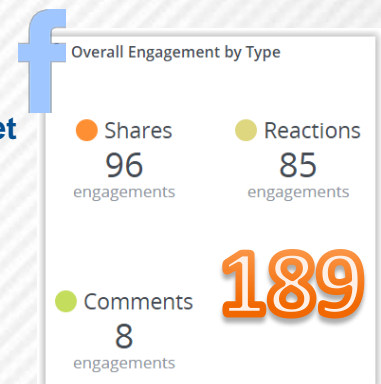 f
Overall Engagement by Type
et
Shares
96
engagements
Reactions
85
engagements
Comments
8
engagements
189